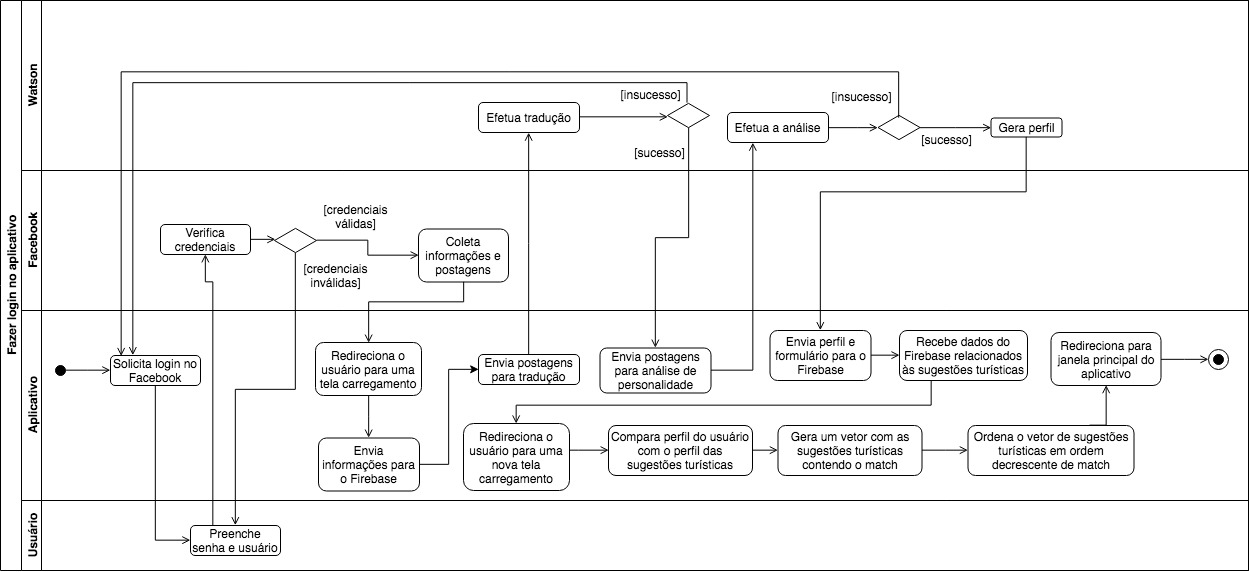 Fazer login no aplicativo
Watson
[insucesso]
[insucesso]
Efetua tradução
Efetua a análise
Gera perfil
[sucesso]
[sucesso]
Facebook
[credenciais
válidas]
Verifica
credenciais
Coleta
informações e
postagens
[credenciais
inválidas]
Aplicativo
Solicita login no
Facebook
Redireciona o
usuário para uma
tela carregamento
Envia postagens
para tradução
Envia postagens
para análise de
personalidade
Envia perfil e
formulário para o
Firebase
Recebe dados do
Firebase relacionados
às sugestões turísticas
Redireciona para
janela principal do
aplicativo
Envia
informações para
o Firebase
Redireciona o
usuário para uma
nova tela
carregamento
Compara perfil do usuário
com o perfil das
sugestões turísticas
Gera um vetor com as
sugestões turísticas
contendo o match
Ordena o vetor de sugestões
turísticas em ordem
decrescente de match
Usuário
Preenche
senha e usuário